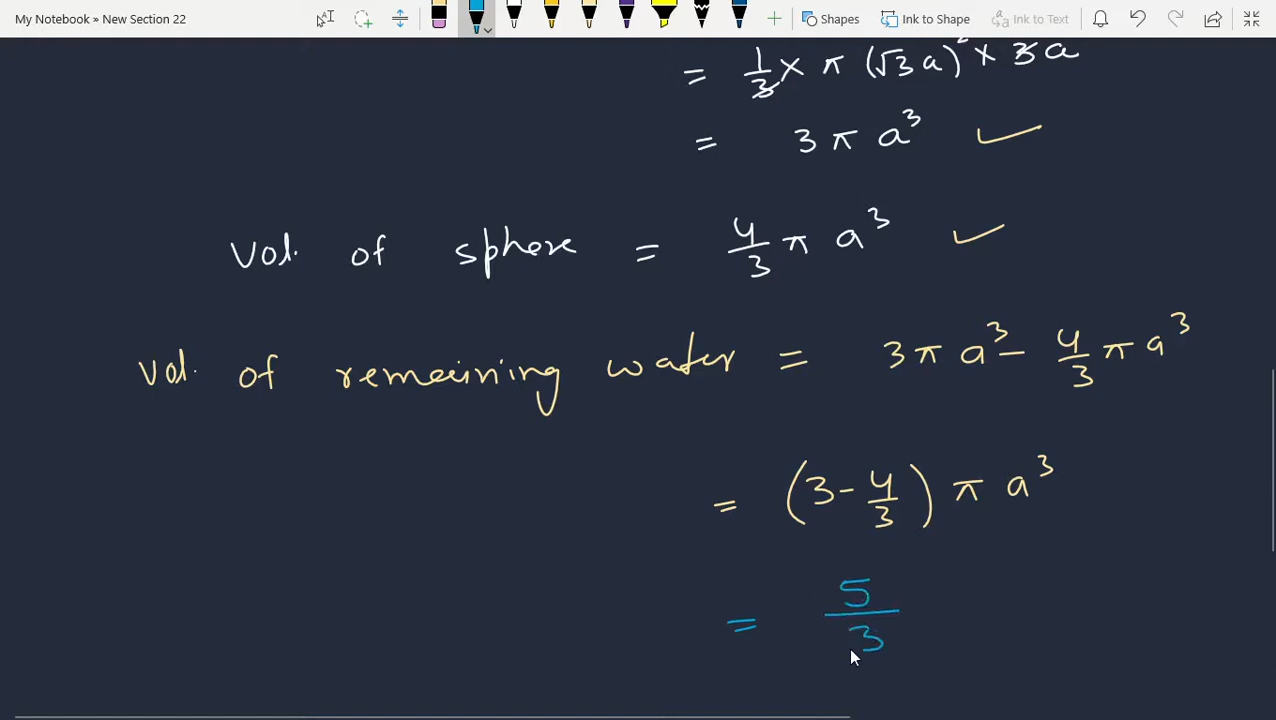 My Notebook » New Section 22 Shapes Ink to Shape Ink to Text
= 1/3 × π (√3 a)² × 3a
= 3 π a³ ✓
Vol. of sphere = 4/3 π a³ ✓
Vol. of remaining water = 3 π a³ - 4/3 π a³
= (3 - 4/3) π a³
= 5/3